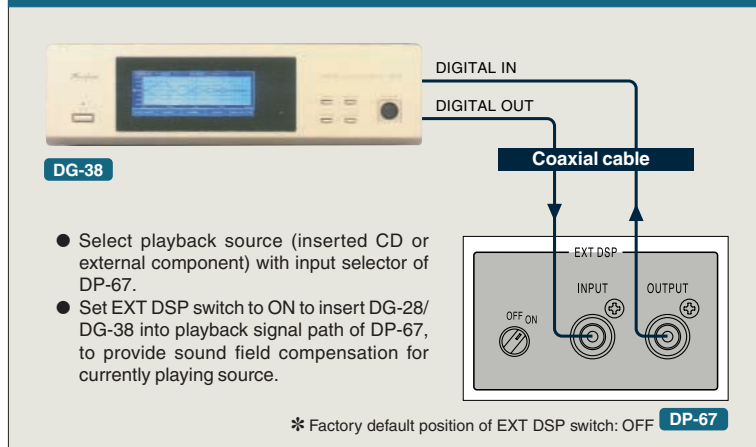 DIGITAL IN
DIGITAL OUT
Coaxial cable
DG-38
● Select playback source (inserted CD or
external component) with input selector of
DP-67.
● Set EXT DSP switch to ON to insert DG-28/
DG-38 into playback signal path of DP-67,
to provide sound field compensation for
currently playing source.
EXT DSP
INPUT
OUTPUT
OFF ON
✻ Factory default position of EXT DSP switch: OFF
DP-67